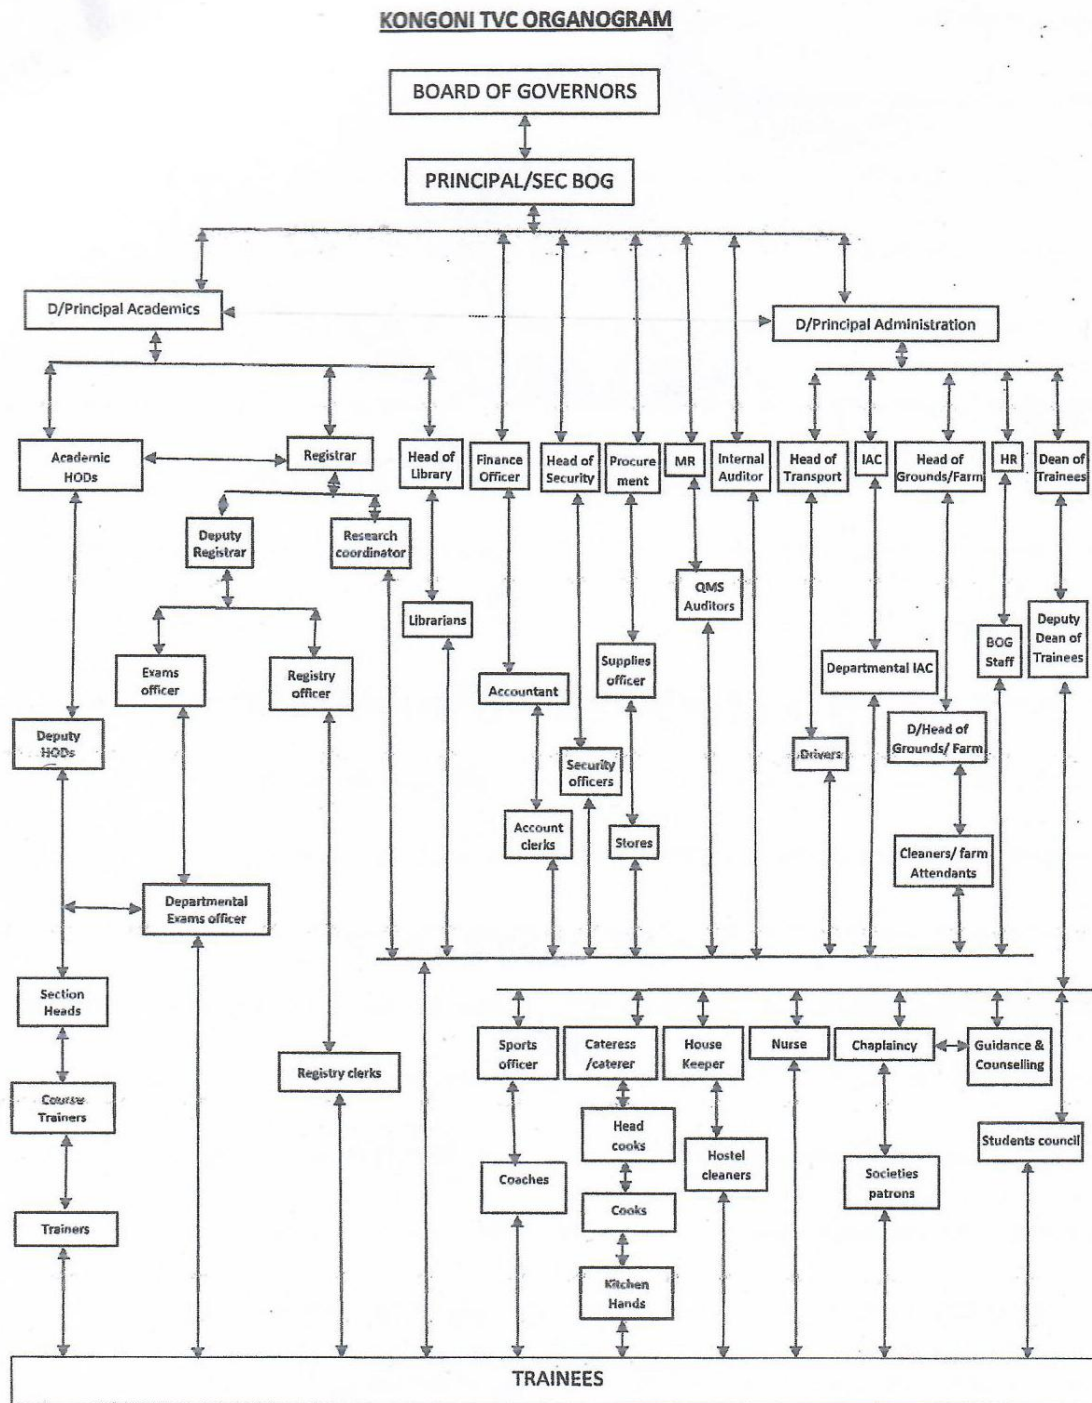 KONGONI TVC ORGANOGRAM
BOARD OF GOVERNORS
PRINCIPAL/SEC BOG
D/Principal Academics
D/Principal Administration
Academic
HODs
Registrar
Head of
Library
Finance
Officer
Head of
Security
Procure
ment
MR
Internal
Auditor
Head of
Transport
IAC
Head of
Grounds/Farm
HR
Dean of
Trainees
Deputy
Registrar
Research
coordinator
QMS
Auditors
Librarians
Deputy
Dean of
Trainees
BOG
Staff
Exams
officer
Registry
officer
Supplies
officer
Departmental IAC
Accountant
Deputy
HODs
D/Head of
Grounds/ Farm
Drivers
Security
officers
Account
clerks
Stores
Cleaners/ farm
Attendants
Departmental
Exams officer
Section
Heads
Sports
officer
Cateress
/caterer
House
Keeper
Nurse
Chaplaincy
Guidance &
Counselling
Registry clerks
Course
Trainers
Head
cooks
Students council
Hostel
cleaners
Coaches
Societies
patrons
Cooks
Trainers
Kitchen
Hands
TRAINEES